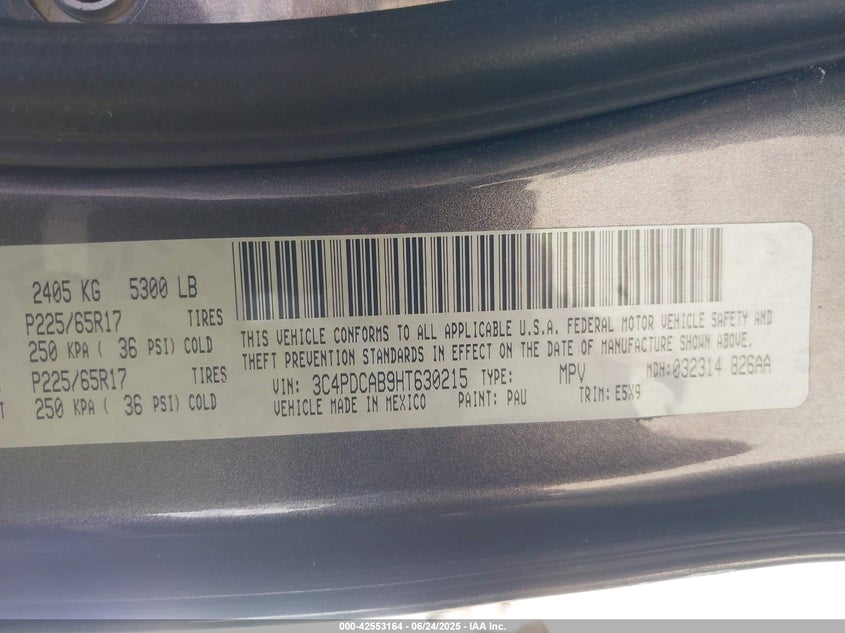 2405 KG 5300 LB
P225/65R17 TIRES
250 KPA ( 36 PSI) COLD
P225/65R17 TIRES
250 KPA ( 36 PSI) COLD
THIS VEHICLE CONFORMS TO ALL APPLICABLE U.S.A. FEDERAL MOTOR VEHICLE SAFETY AND
THEFT PREVENTION STANDARDS IN EFFECT ON THE DATE OF MANUFACTURE SHOWN ABOVE.
VIN: 3C4PDCAB9HT630215 TYPE: MPV MDH: 032314 826AA
VEHICLE MADE IN MEXICO PAINT: PAU TRIM: E5X9
000-42553164 - 06/24/2025 - IAA, Inc.